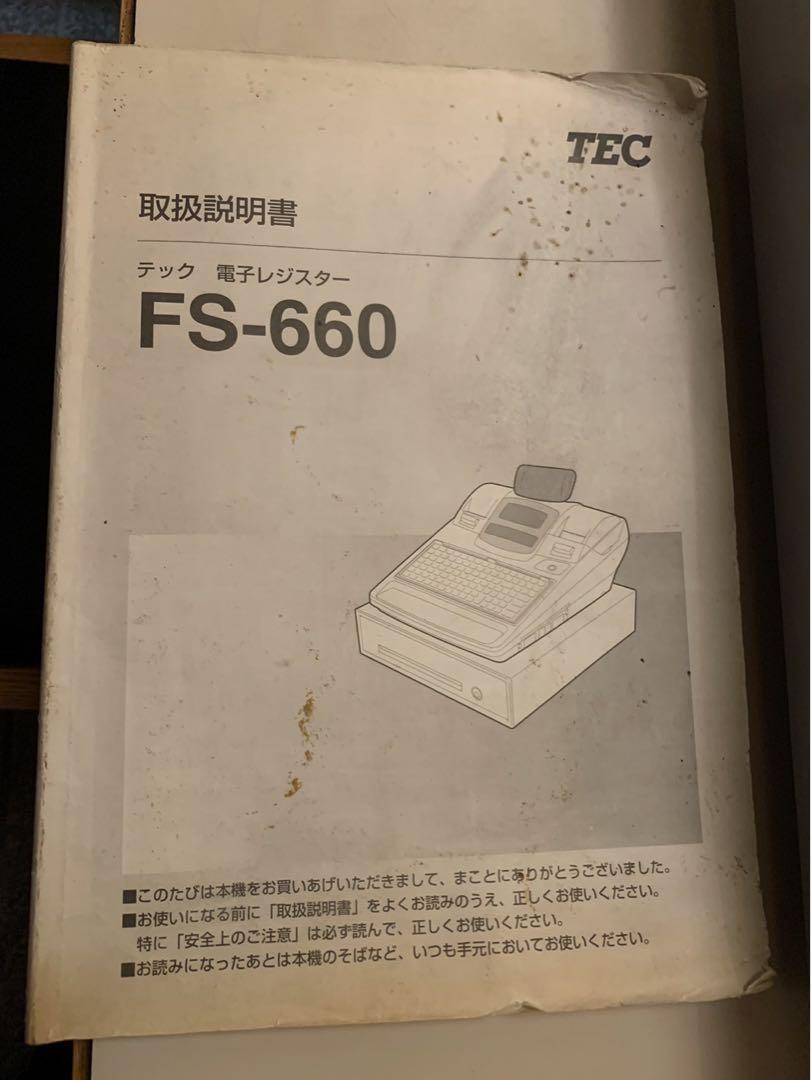 TEC
取扱説明書
テック 電子レジスター
FS-660
■このたびは本機をお買いあげいただきまして、まことにありがとうございました。
■お使いになる前に「取扱説明書」をよくお読みのうえ、正しくお使いください。
特に「安全上のご注意」は必ず読んで、正しくお使いください。
■お読みになったあとは本機のそばなど、いつも手元においてお使いください。